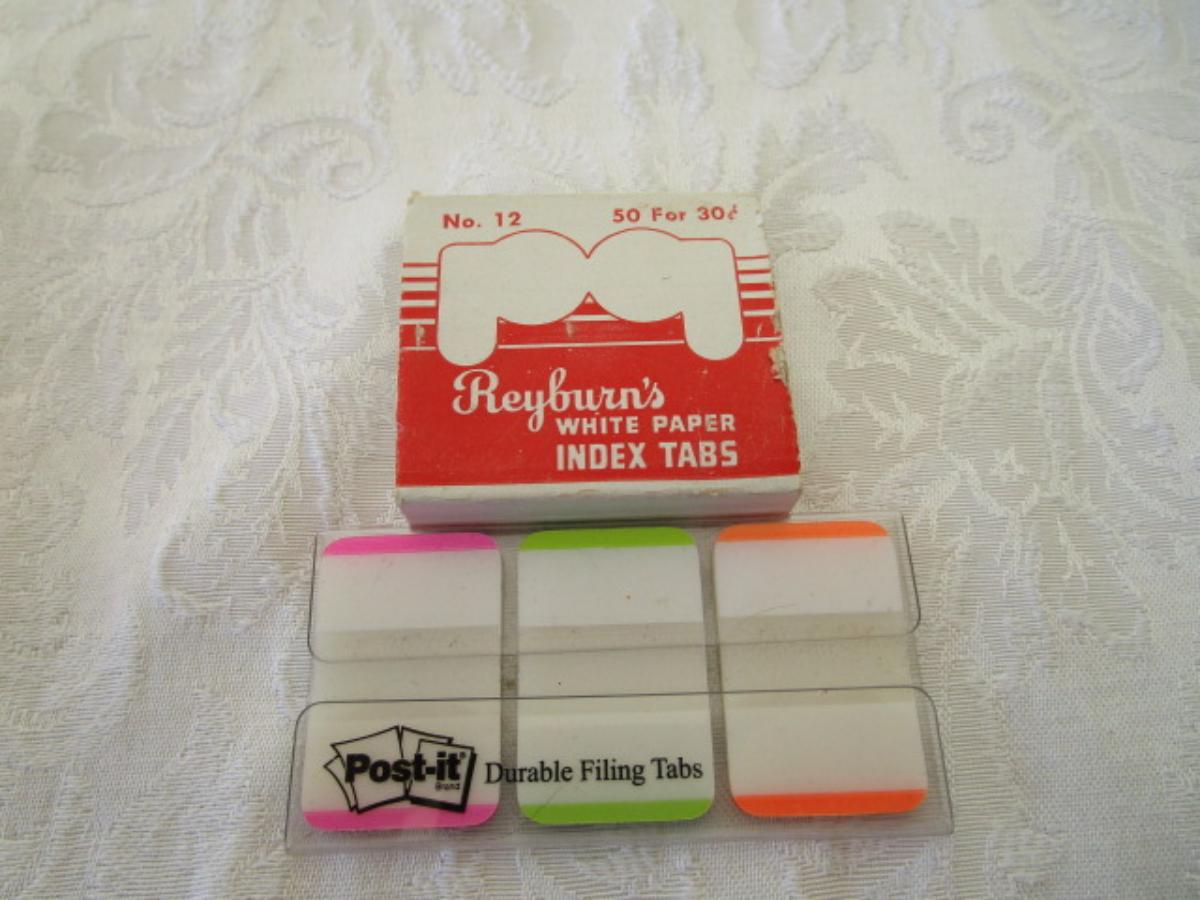 No. 12 50 For 30¢
Reyburn's
WHITE PAPER
INDEX TABS
Post-it® Durable Filing Tabs
Brand